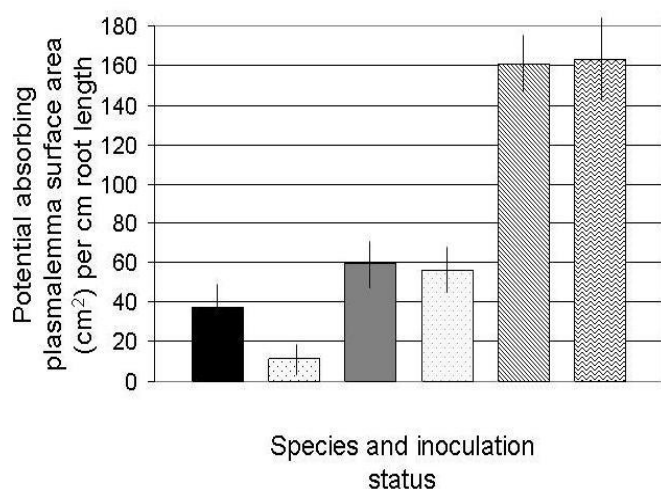 Potential absorbing
plasmalemma surface area
(cm²) per cm root length
180
160
140
120
100
80
60
40
20
0
Species and inoculation
status